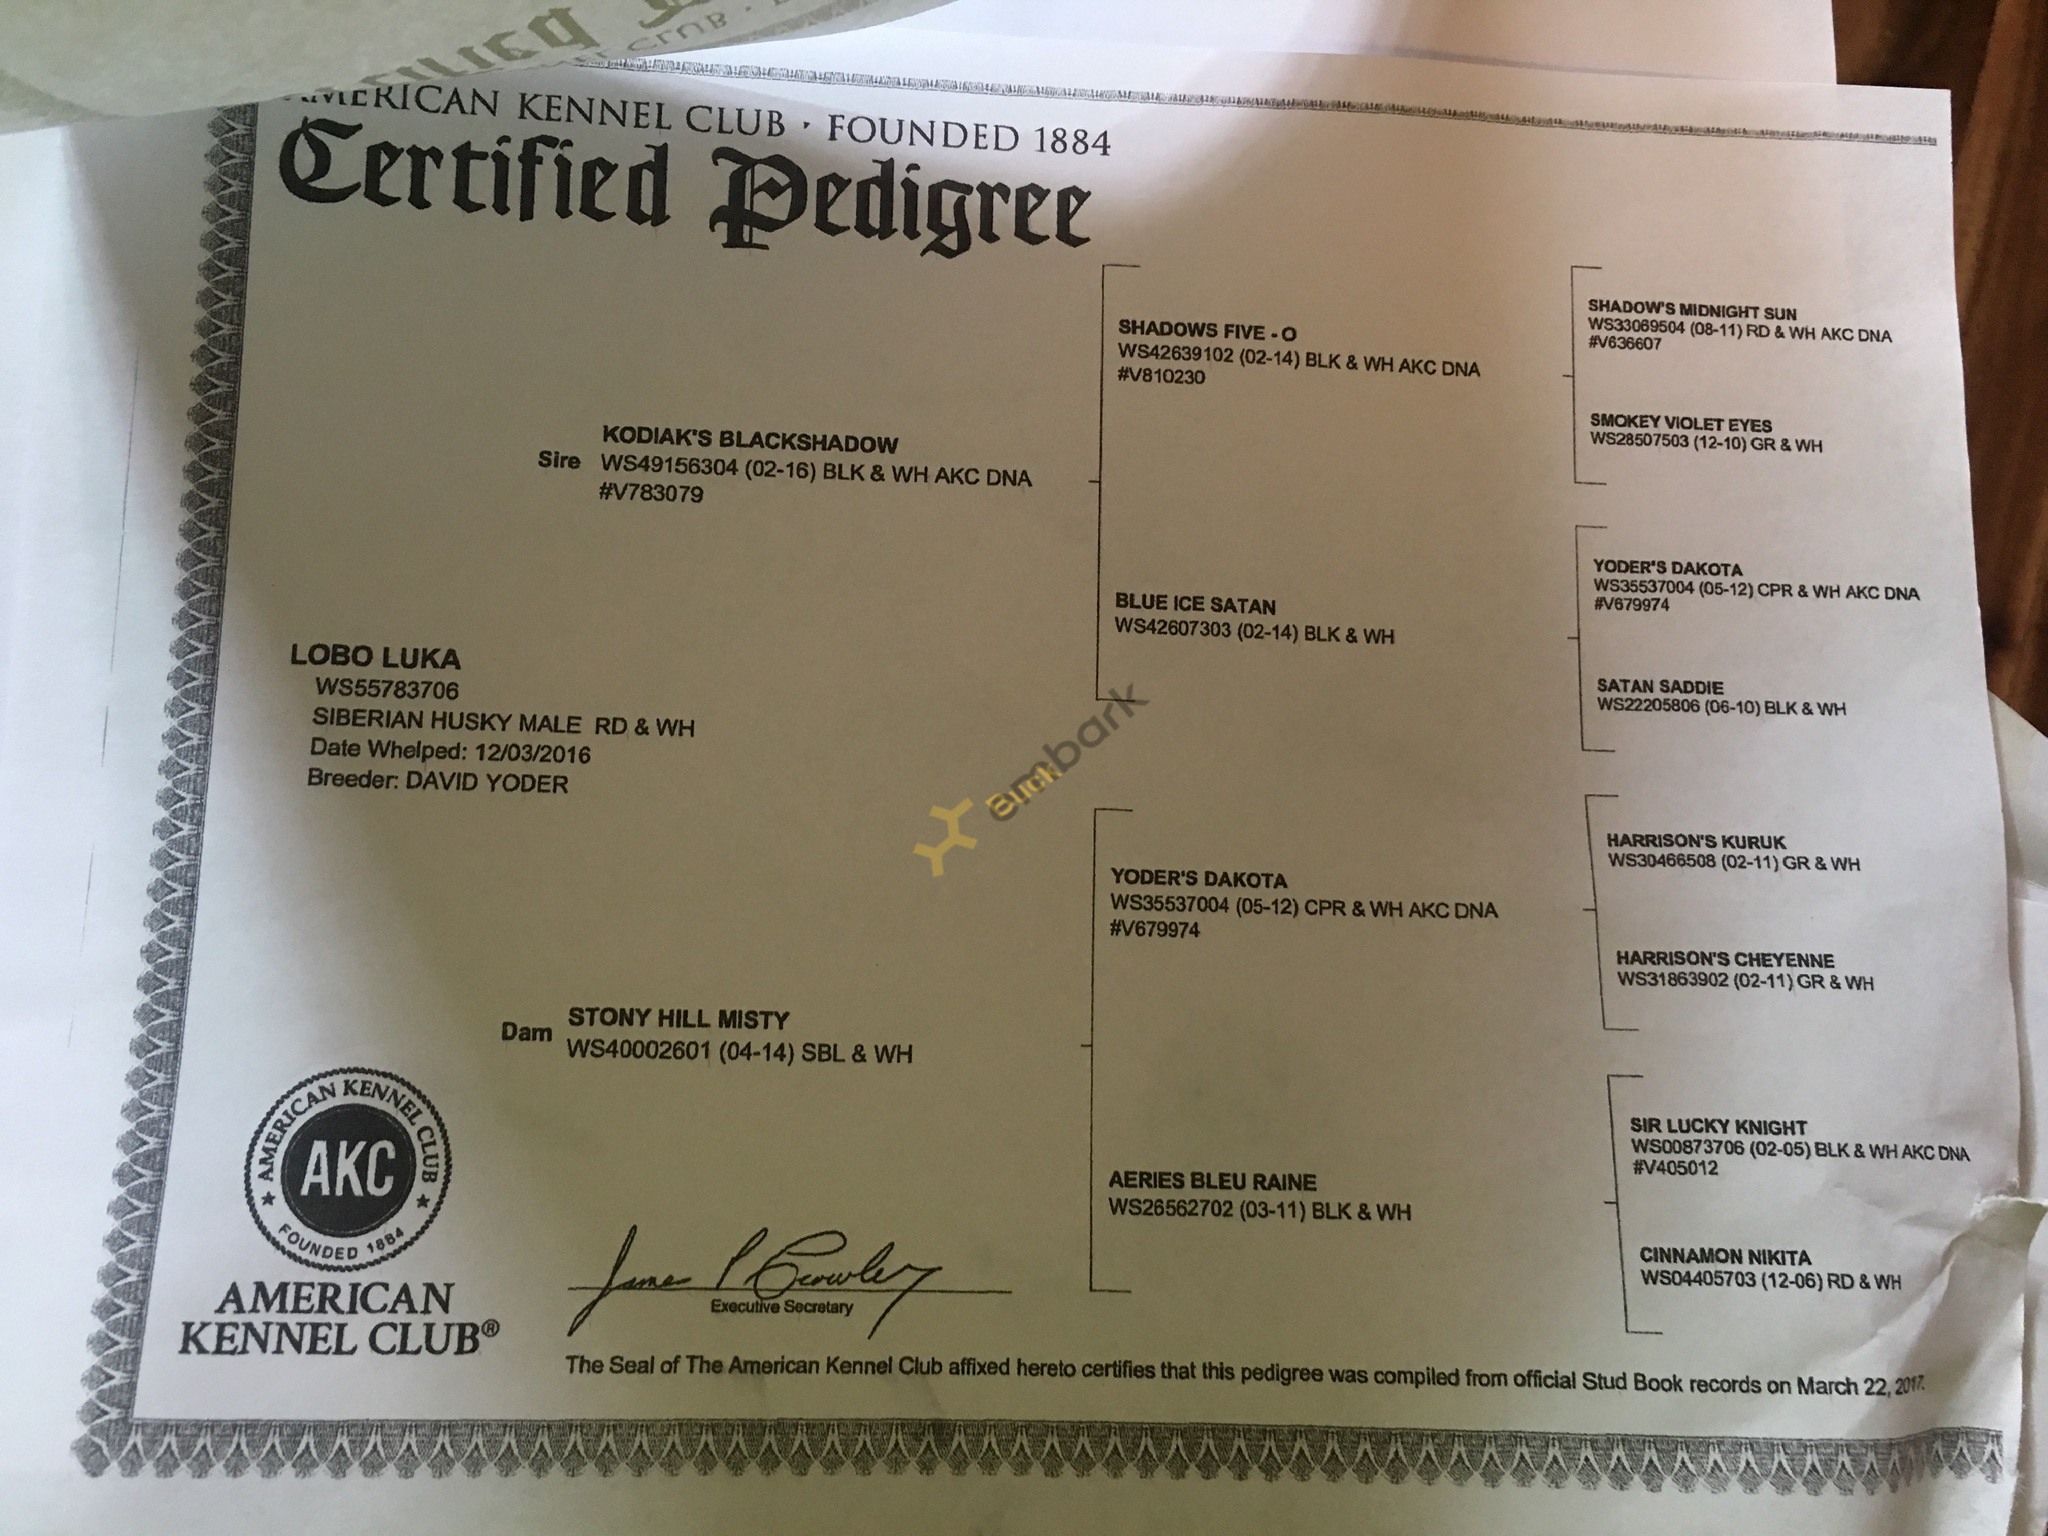 AMERICAN KENNEL CLUB · FOUNDED 1884
Certified Pedigree
SHADOW'S MIDNIGHT SUN
WS33069504 (08-11) RD & WH AKC DNA
#V636607
SHADOWS FIVE - O
WS42639102 (02-14) BLK & WH AKC DNA
#V810230
SMOKEY VIOLET EYES
WS28507503 (12-10) GR & WH
KODIAK'S BLACKSHADOW
Sire WS49156304 (02-16) BLK & WH AKC DNA
#V783079
YODER'S DAKOTA
WS35537004 (05-12) CPR & WH AKC DNA
#V679974
BLUE ICE SATAN
WS42607303 (02-14) BLK & WH
SATAN SADDIE
WS22205806 (06-10) BLK & WH
LOBO LUKA
WS55783706
SIBERIAN HUSKY MALE RD & WH
Date Whelped: 12/03/2016
Breeder: DAVID YODER
embark
Buck
HARRISON'S KURUK
WS30466508 (02-11) GR & WH
YODER'S DAKOTA
WS35537004 (05-12) CPR & WH AKC DNA
#V679974
HARRISON'S CHEYENNE
WS31863902 (02-11) GR & WH
STONY HILL MISTY
Dam WS40002601 (04-14) SBL & WH
SIR LUCKY KNIGHT
WS00873706 (02-05) BLK & WH AKC DNA
#V405012
AERIES BLEU RAINE
WS26562702 (03-11) BLK & WH
CINNAMON NIKITA
WS04405703 (12-06) RD & WH
AMERICAN KENNEL CLUB
AKC
FOUNDED 1884
AMERICAN
KENNEL CLUB®
James P Crowley
Executive Secretary
The Seal of The American Kennel Club affixed hereto certifies that this pedigree was compiled from official Stud Book records on March 22, 2017.